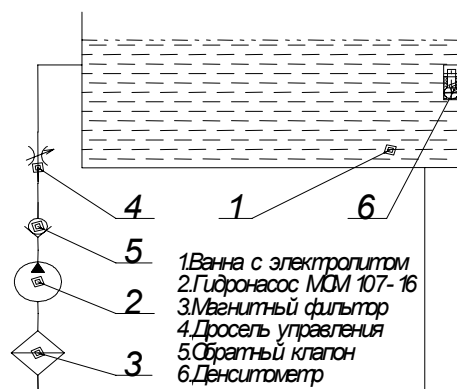 4 1 6
5
2
3
1.Ванна с электролитом
2.Гидронасос МСМ 107-16
3.Магнитный фильтор
4.Дросель управления
5.Обратный клапон
6.Денситометр